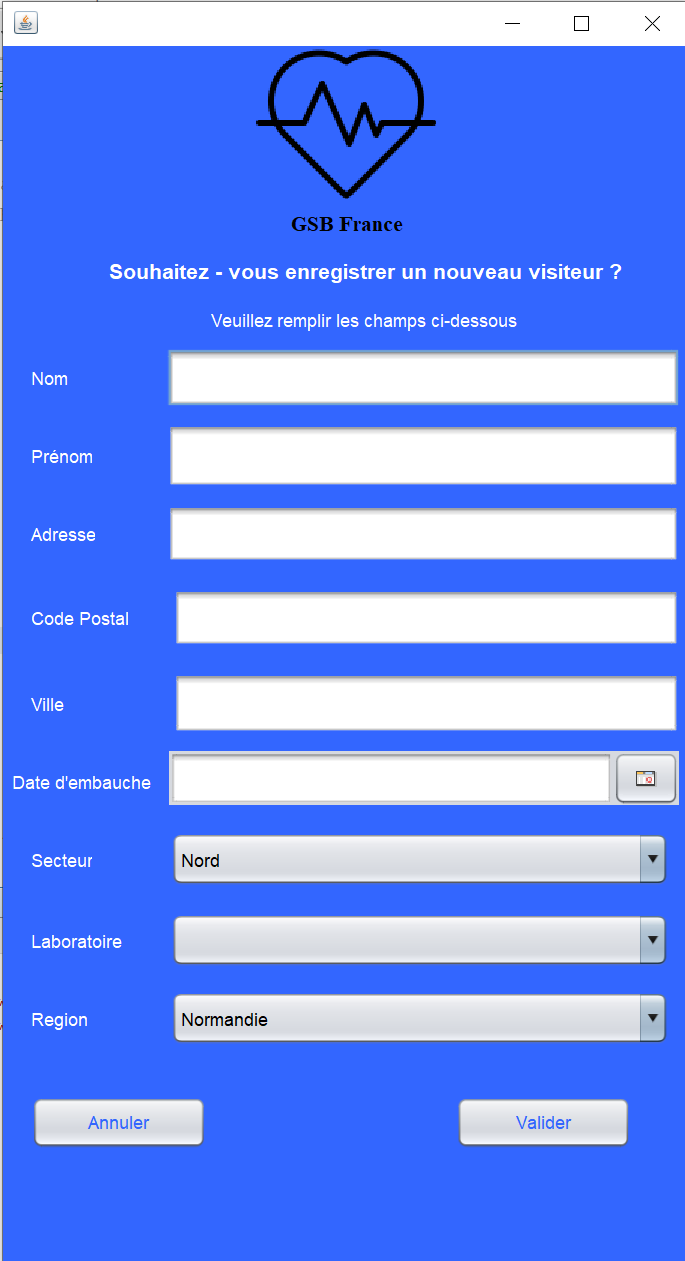 GSB France
Souhaitez - vous enregistrer un nouveau visiteur ?
Veuillez remplir les champs ci-dessous
Nom
Prénom
Adresse
Code Postal
Ville
Date d'embauche
Secteur Nord
Laboratoire
Region Normandie
Annuler Valider